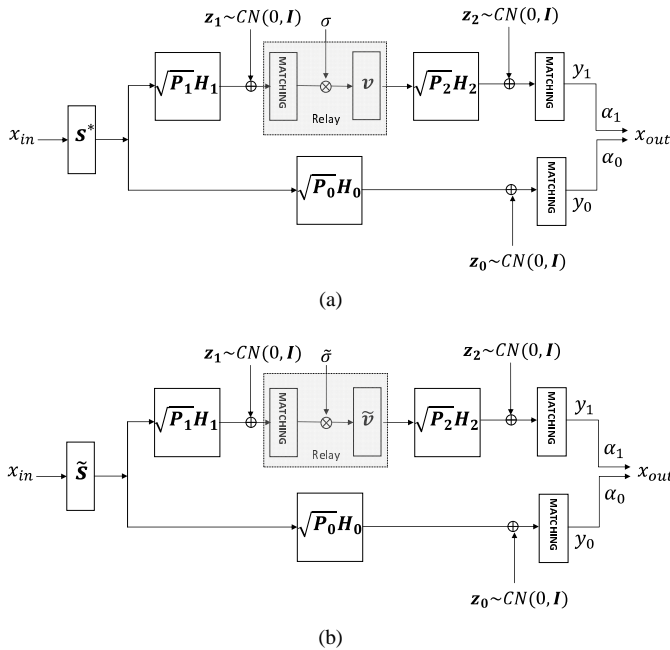 z₁~CN(0, I)
σ
z₂~CN(0, I)
x_in
s*
√P₁H₁
MATCHING
v
Relay
√P₂H₂
MATCHING
y₁
α₁
x_out
α₀
√P₀H₀
MATCHING
y₀
z₀~CN(0, I)
(a)
z₁~CN(0, I)
σ̃
z₂~CN(0, I)
x_in
s̃
√P₁H₁
MATCHING
ṽ
Relay
√P₂H₂
MATCHING
y₁
α₁
x_out
α₀
√P₀H₀
MATCHING
y₀
z₀~CN(0, I)
(b)